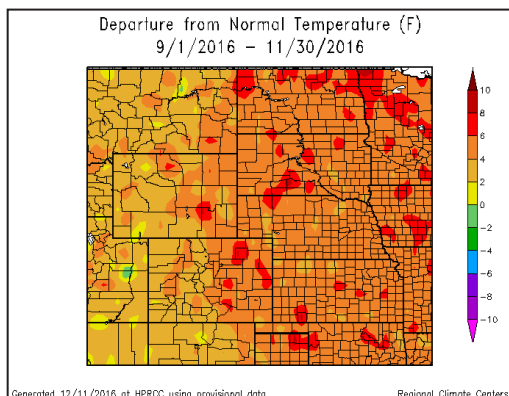 Departure from Normal Temperature (F)
9/1/2016 – 11/30/2016
10
8
6
4
2
0
-2
-4
-6
-8
-10
Generated 12/11/2016 at HPRCC using provisional data.
Regional Climate Centers